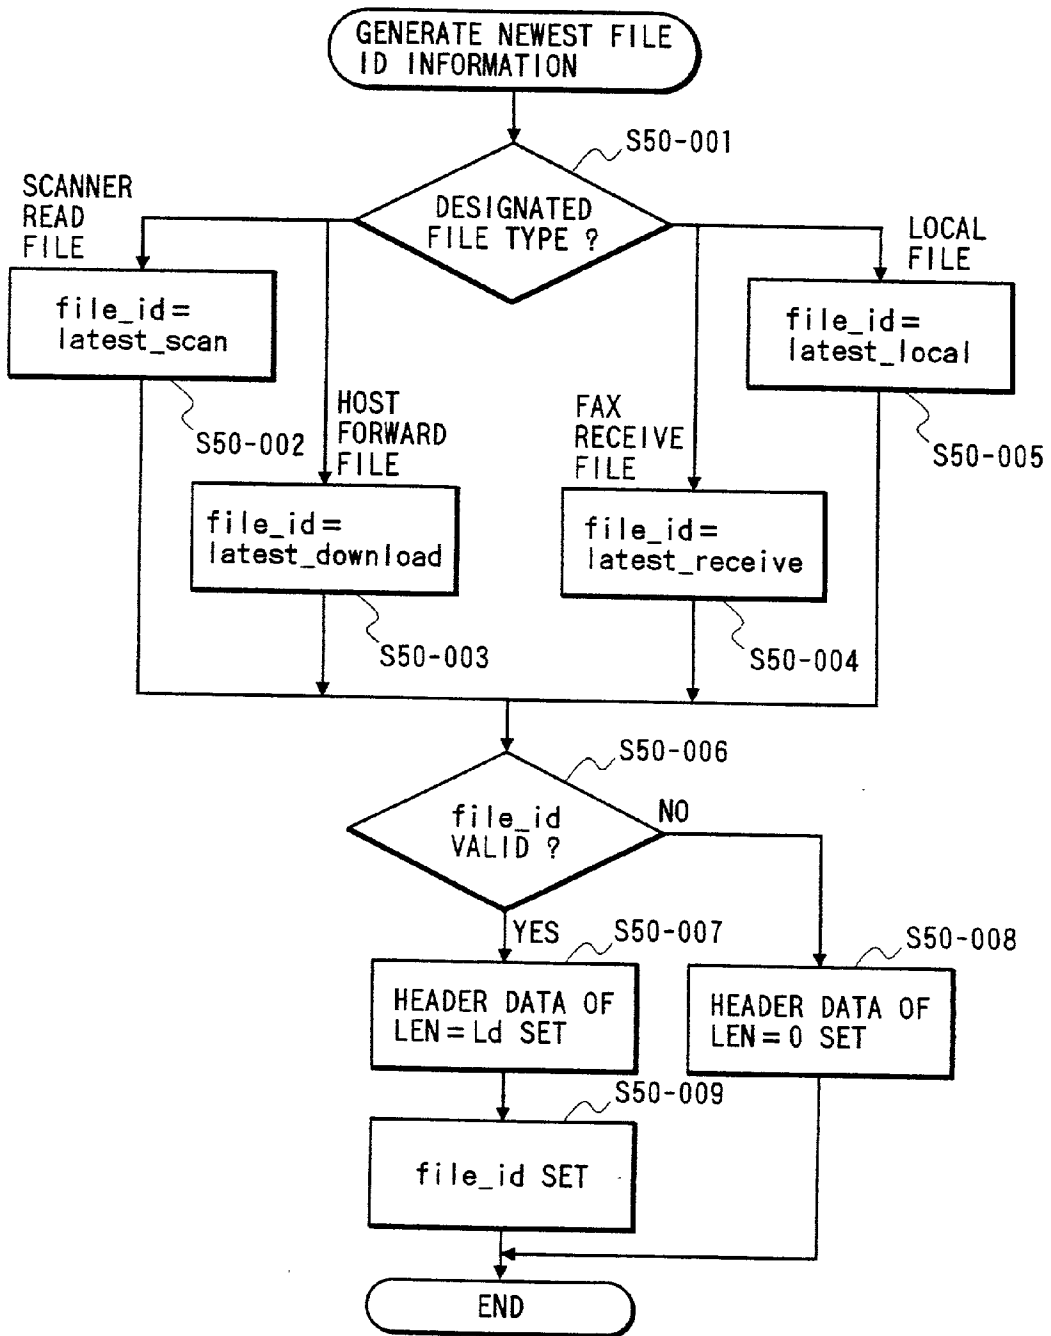 GENERATE NEWEST FILE
ID INFORMATION
S50-001
DESIGNATED
FILE TYPE ?
SCANNER
READ
FILE
LOCAL
FILE
file_id=
latest_scan
S50-002
file_id=
latest_local
S50-005
HOST
FORWARD
FILE
FAX
RECEIVE
FILE
file_id=
latest_download
S50-003
file_id=
latest_receive
S50-004
S50-006
file_id
VALID ?
NO
YES
S50-007
S50-008
HEADER DATA OF
LEN=Ld SET
HEADER DATA OF
LEN=0 SET
S50-009
file_id SET
END